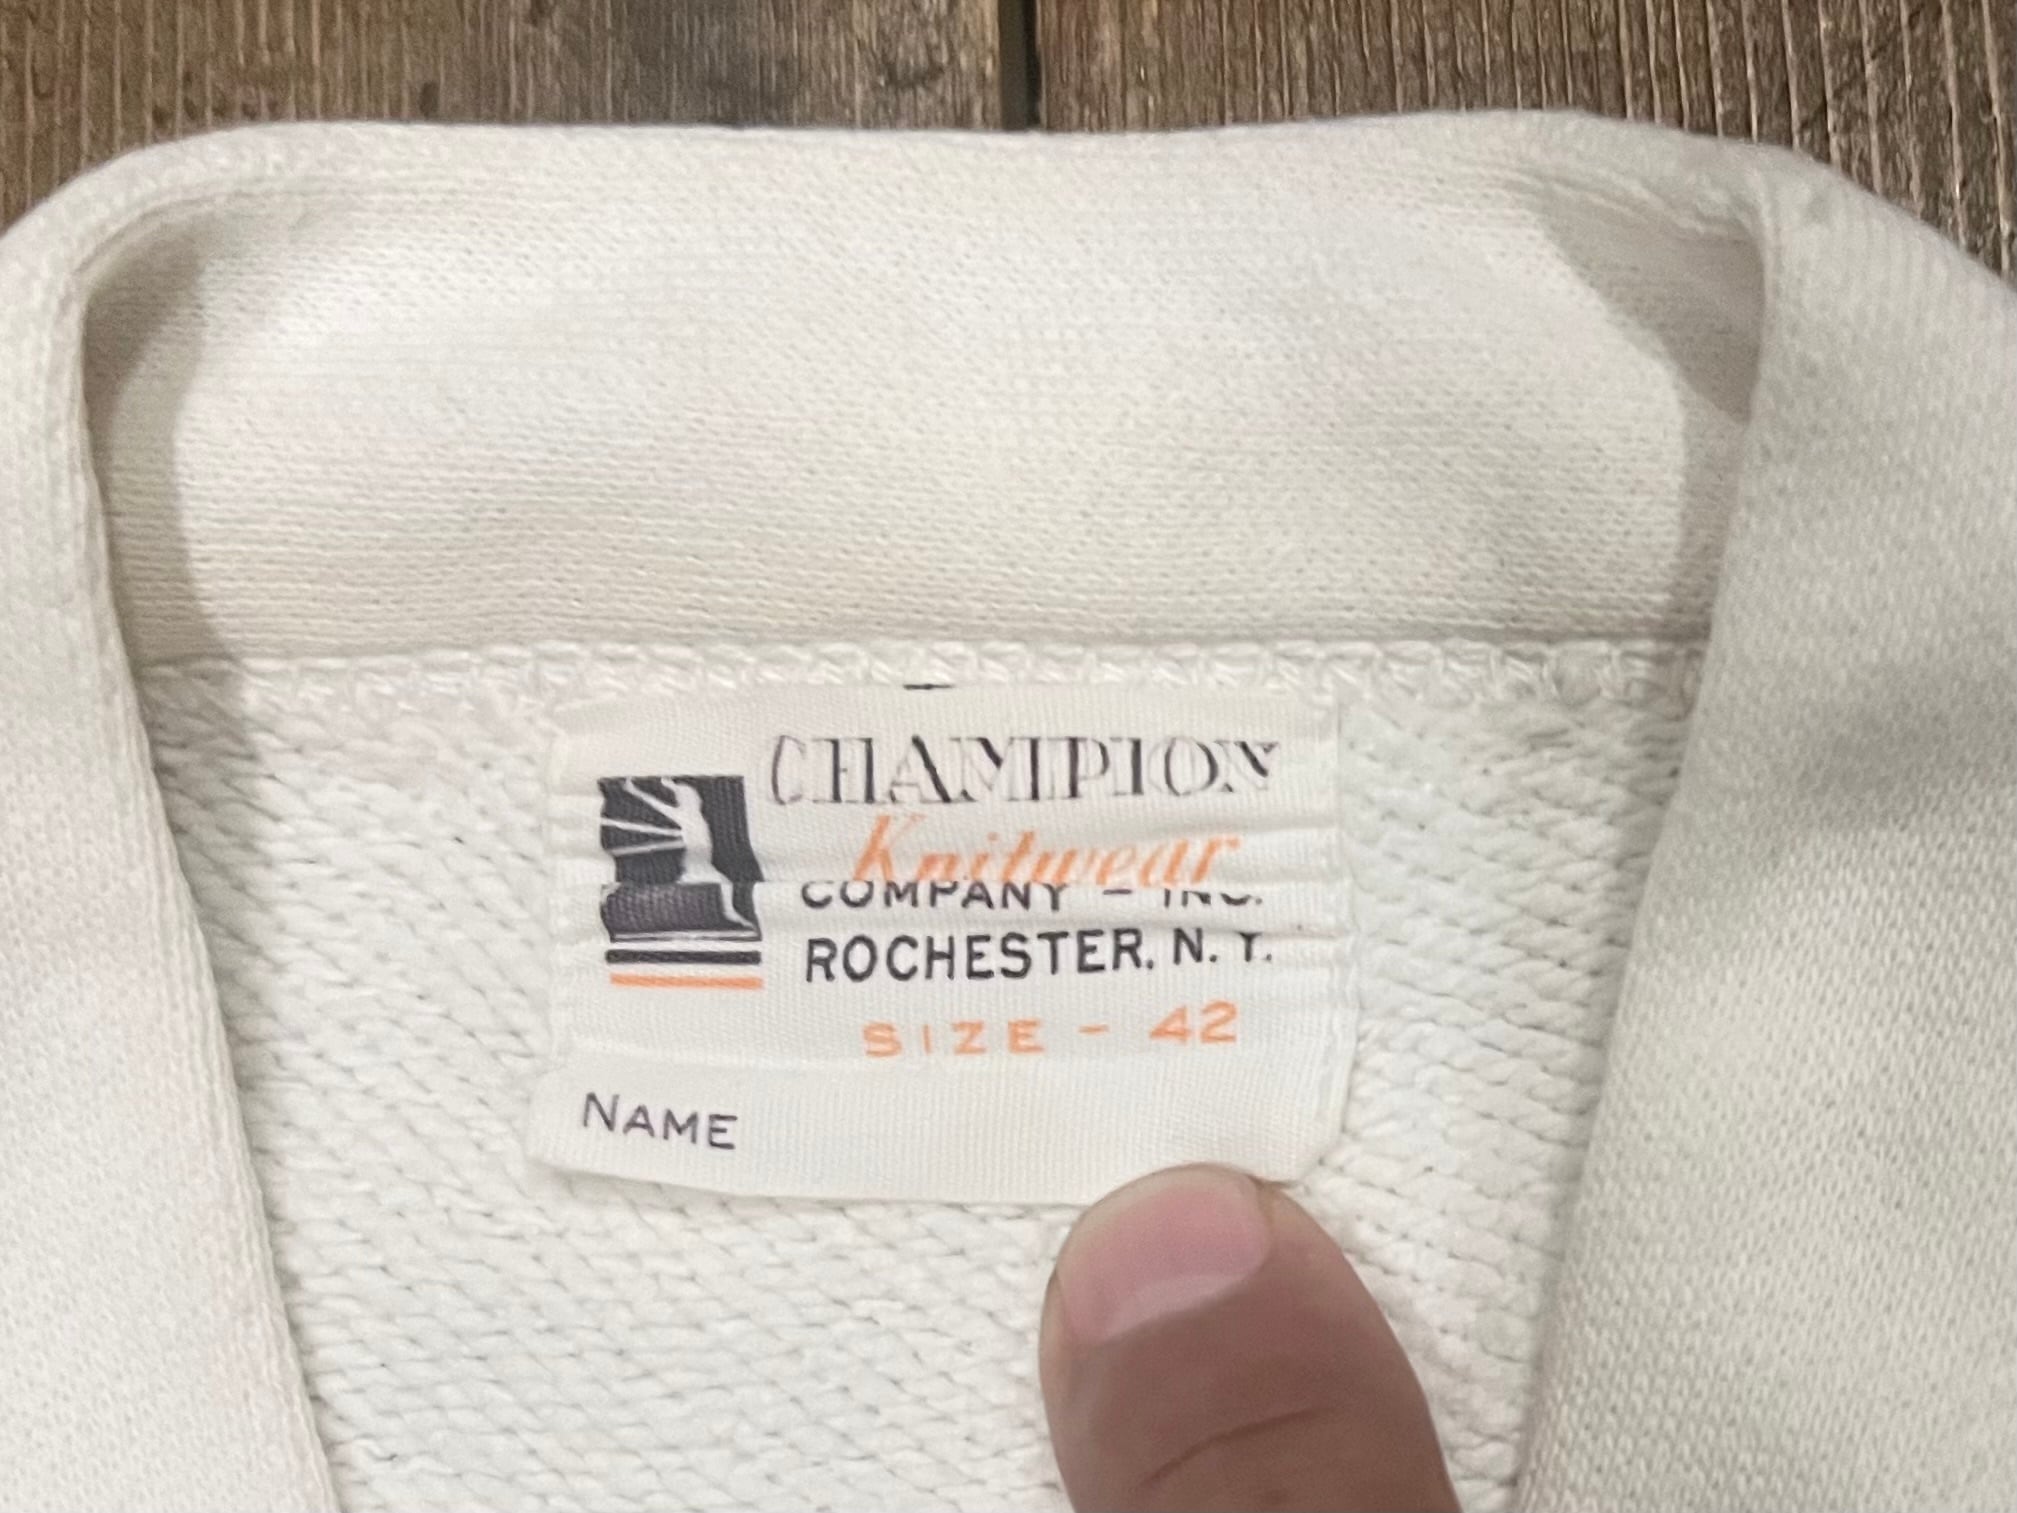 CHAMPION
Knitwear
COMPANY - INC.
ROCHESTER, N. Y.
SIZE - 42
NAME